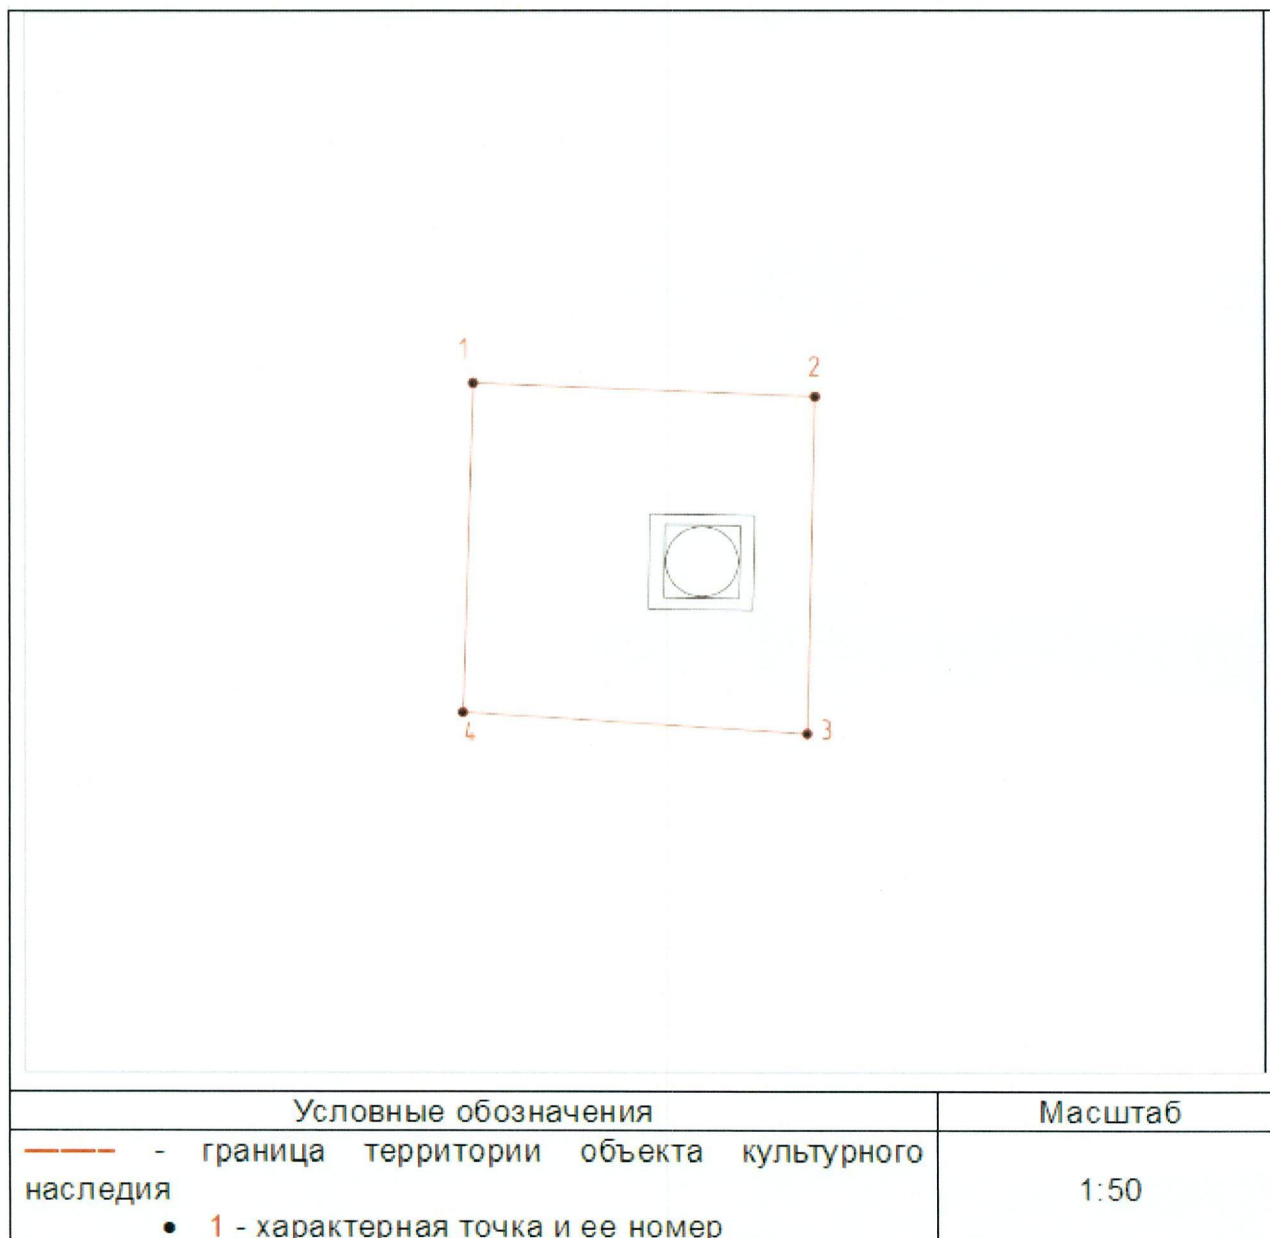 1
2
4
3
Условные обозначения
Масштаб
- граница территории объекта культурного
наследия
1:50
1 - характерная точка и ее номер